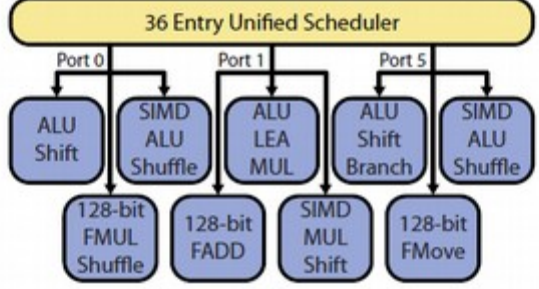 36 Entry Unified Scheduler
Port 0
Port 1
Port 5
ALU
Shift
SIMD
ALU
Shuffle
ALU
LEA
MUL
ALU
Shift
Branch
SIMD
ALU
Shuffle
128-bit
FMUL
Shuffle
128-bit
FADD
SIMD
MUL
Shift
128-bit
FMove